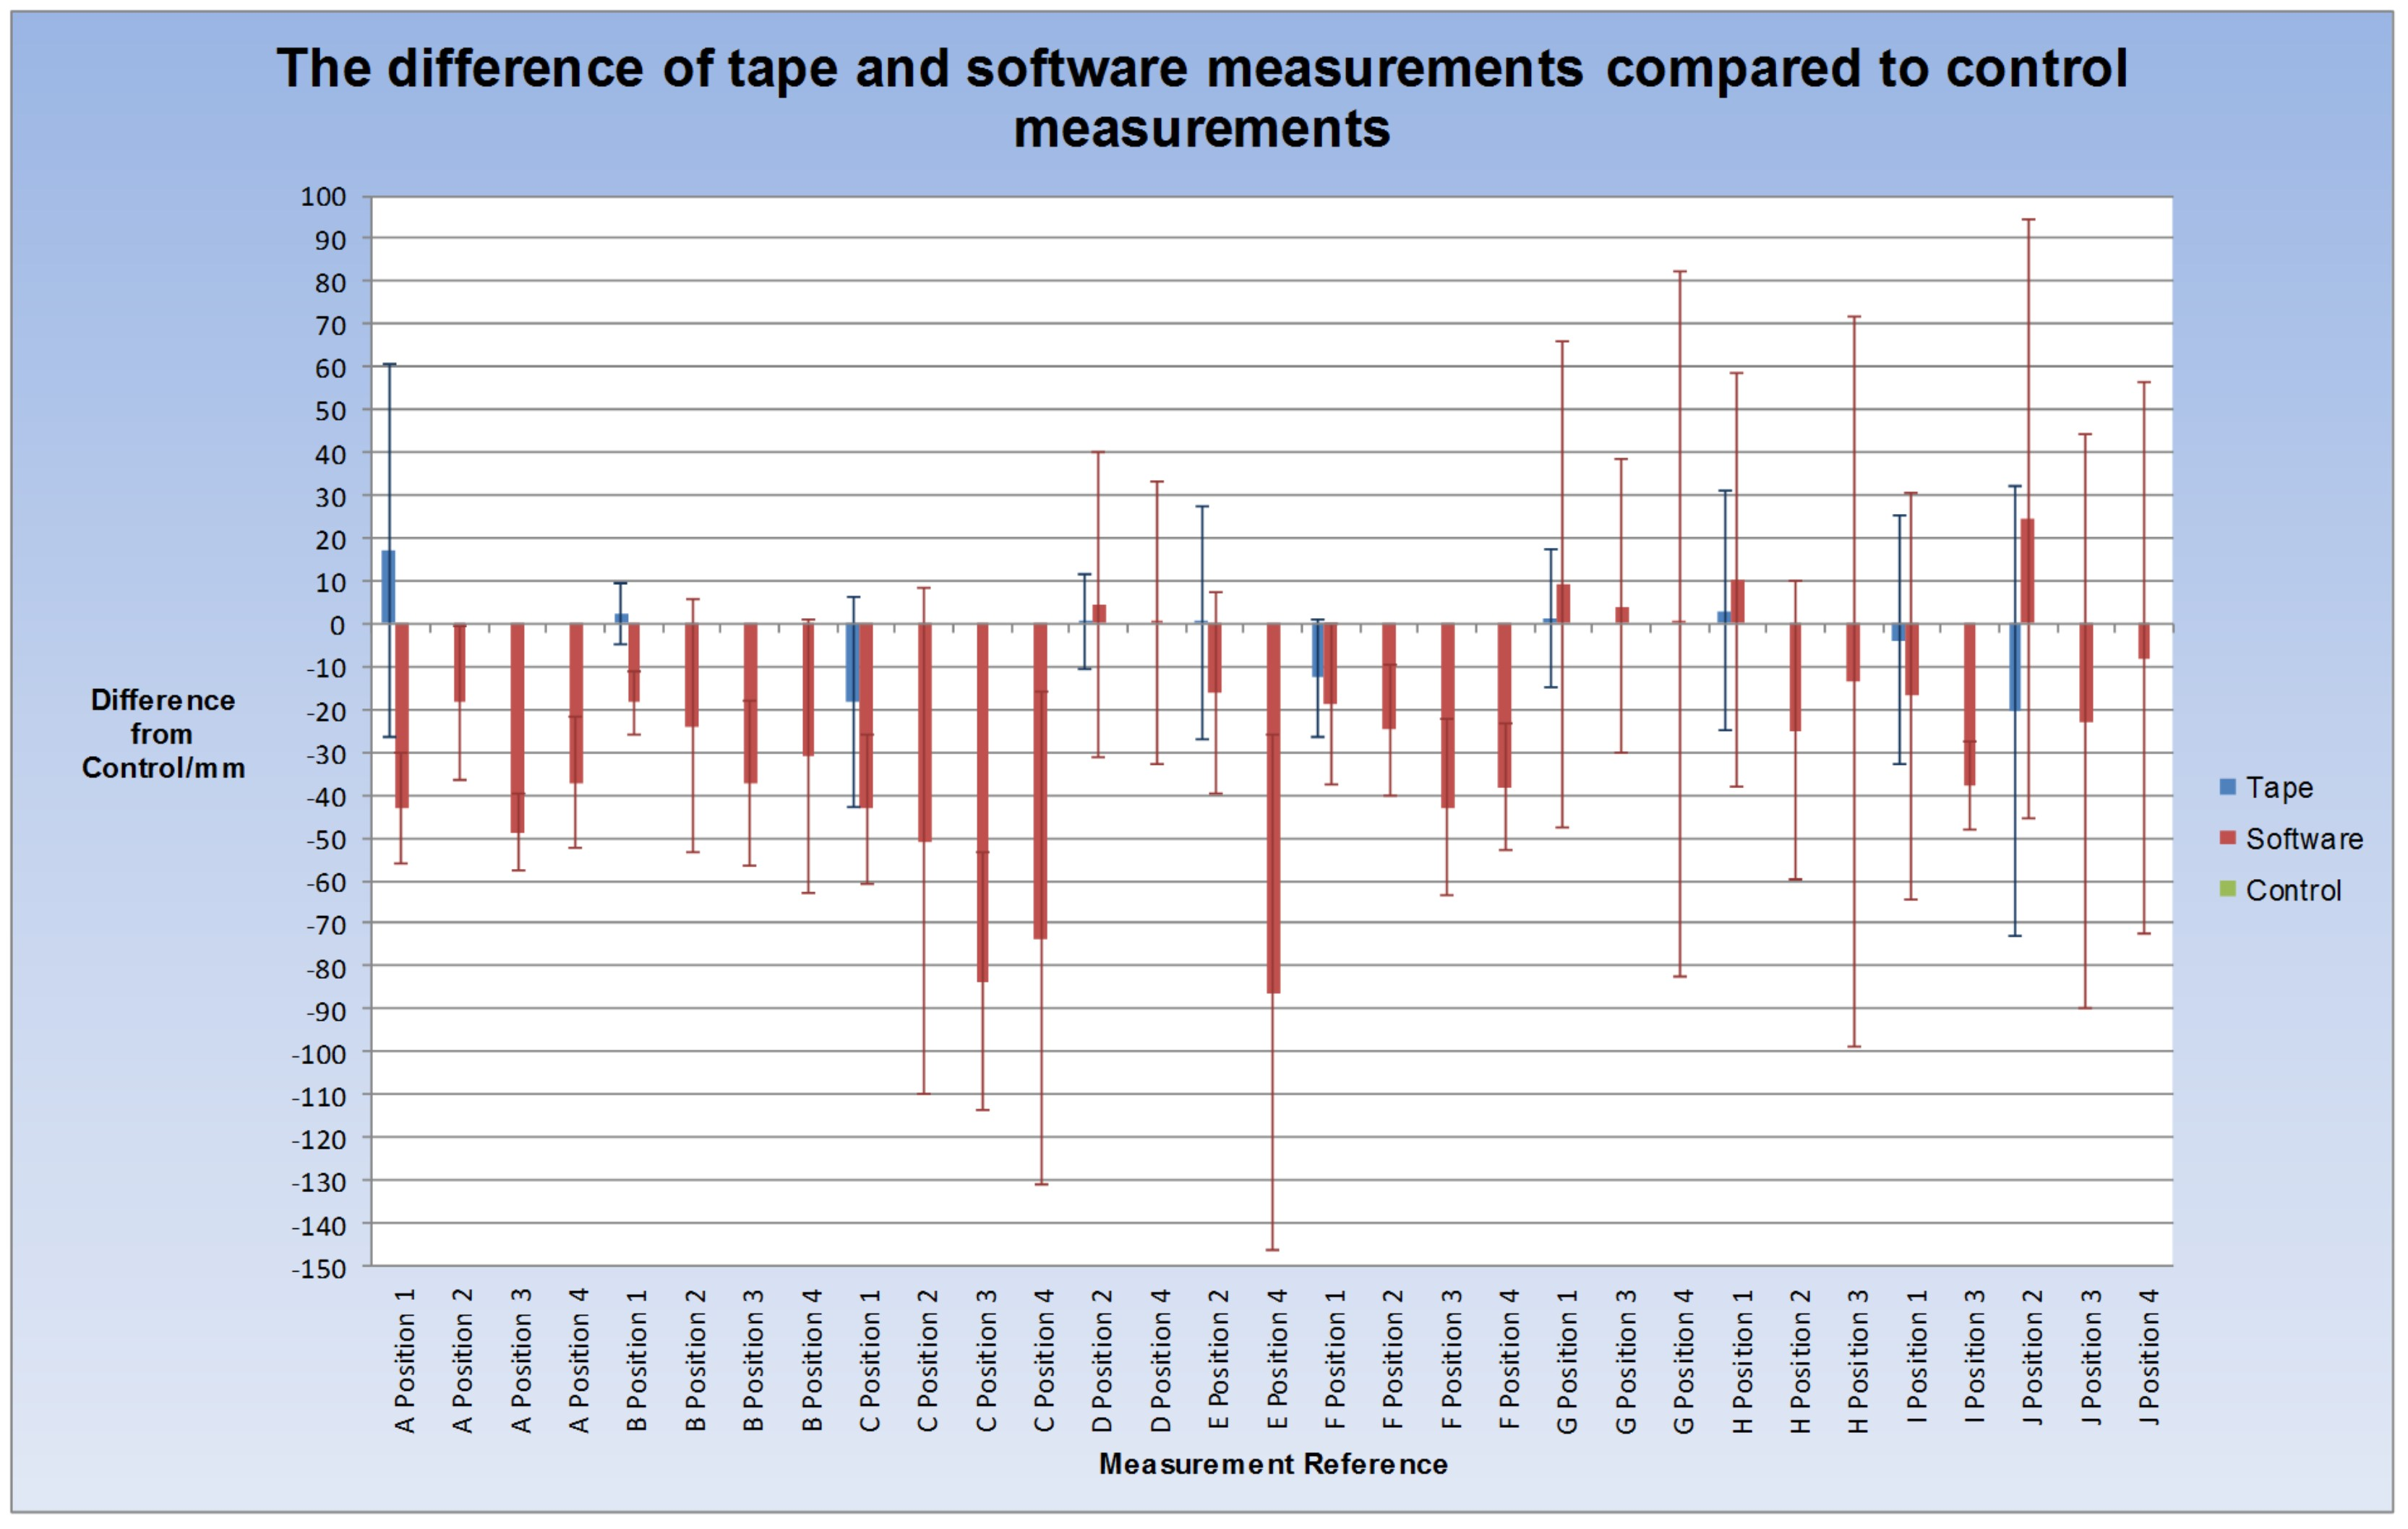 The difference of tape and software measurements compared to control
measurements
100
90
80
70
60
50
40
30
20
10
0
-10
-20
-30
-40
-50
-60
-70
-80
-90
-100
-110
-120
-130
-140
-150
Difference
from
Control/mm
A Position 1
A Position 2
A Position 3
A Position 4
B Position 1
B Position 2
B Position 3
B Position 4
C Position 1
C Position 2
C Position 3
C Position 4
D Position 2
D Position 4
E Position 2
E Position 4
F Position 1
F Position 2
F Position 3
F Position 4
G Position 1
G Position 3
G Position 4
H Position 1
H Position 2
H Position 3
I Position 1
I Position 3
J Position 2
J Position 3
J Position 4
Measurement Reference
Tape
Software
Control